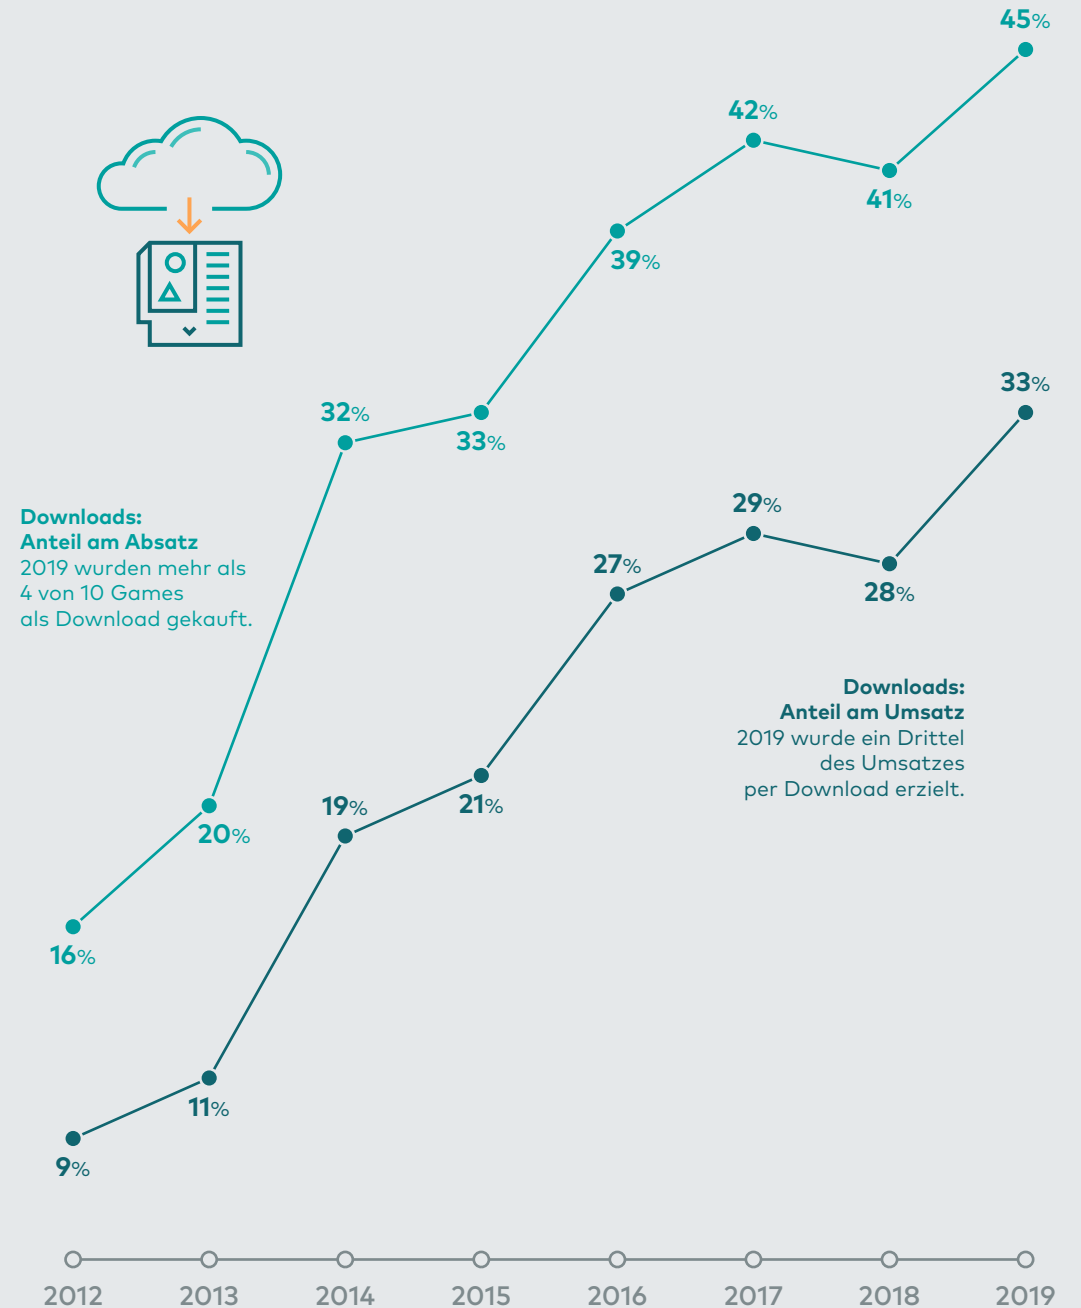 45%
42%
41%
39%
33%
32%
33%
Downloads:
Anteil am Absatz
2019 wurden mehr als
4 von 10 Games
als Download gekauft.
29%
27%
28%
Downloads:
Anteil am Umsatz
2019 wurde ein Drittel
des Umsatzes
per Download erzielt.
19%
21%
20%
16%
11%
9%
2012 2013 2014 2015 2016 2017 2018 2019